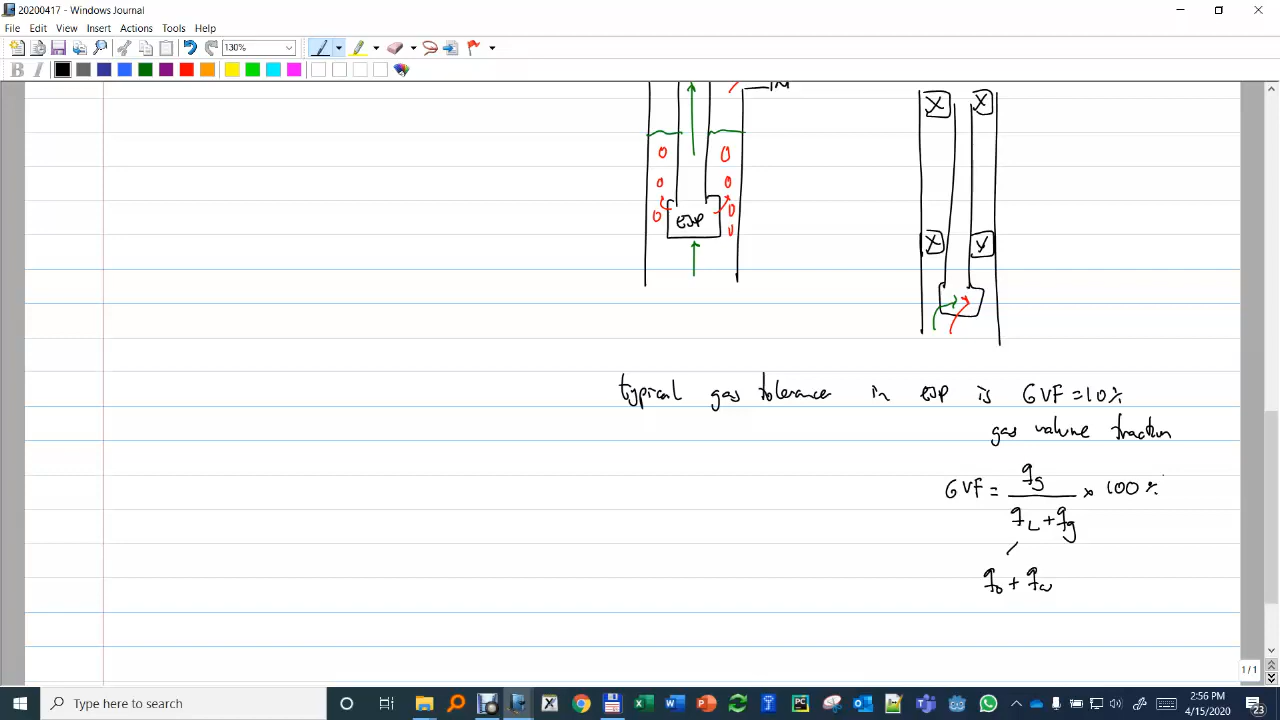 20200417 - Windows Journal
File Edit View Insert Actions Tools Help
130%
B I
X X
ESP
X X
typical gas tolerance in ESP is GVF = 10%
gas volume fraction
GVF = qg / (qL + qg) × 100 %
qo + qw
1/1
Type here to search
2:56 PM
4/15/2020
23